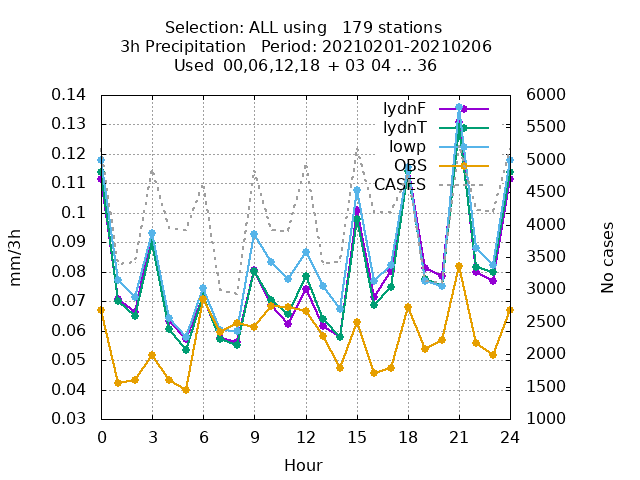 Selection: ALL using 179 stations
3h Precipitation Period: 20210201-20210206
Used 00,06,12,18 + 03 04 ... 36
0.14
0.13
0.12
0.11
0.1
0.09
0.08
0.07
0.06
0.05
0.04
0.03
mm/3h
lydnF
lydnT
lowp
OBS
CASES
6000
5500
5000
4500
4000
3500
3000
2500
2000
1500
1000
No cases
0 3 6 9 12 15 18 21 24
Hour